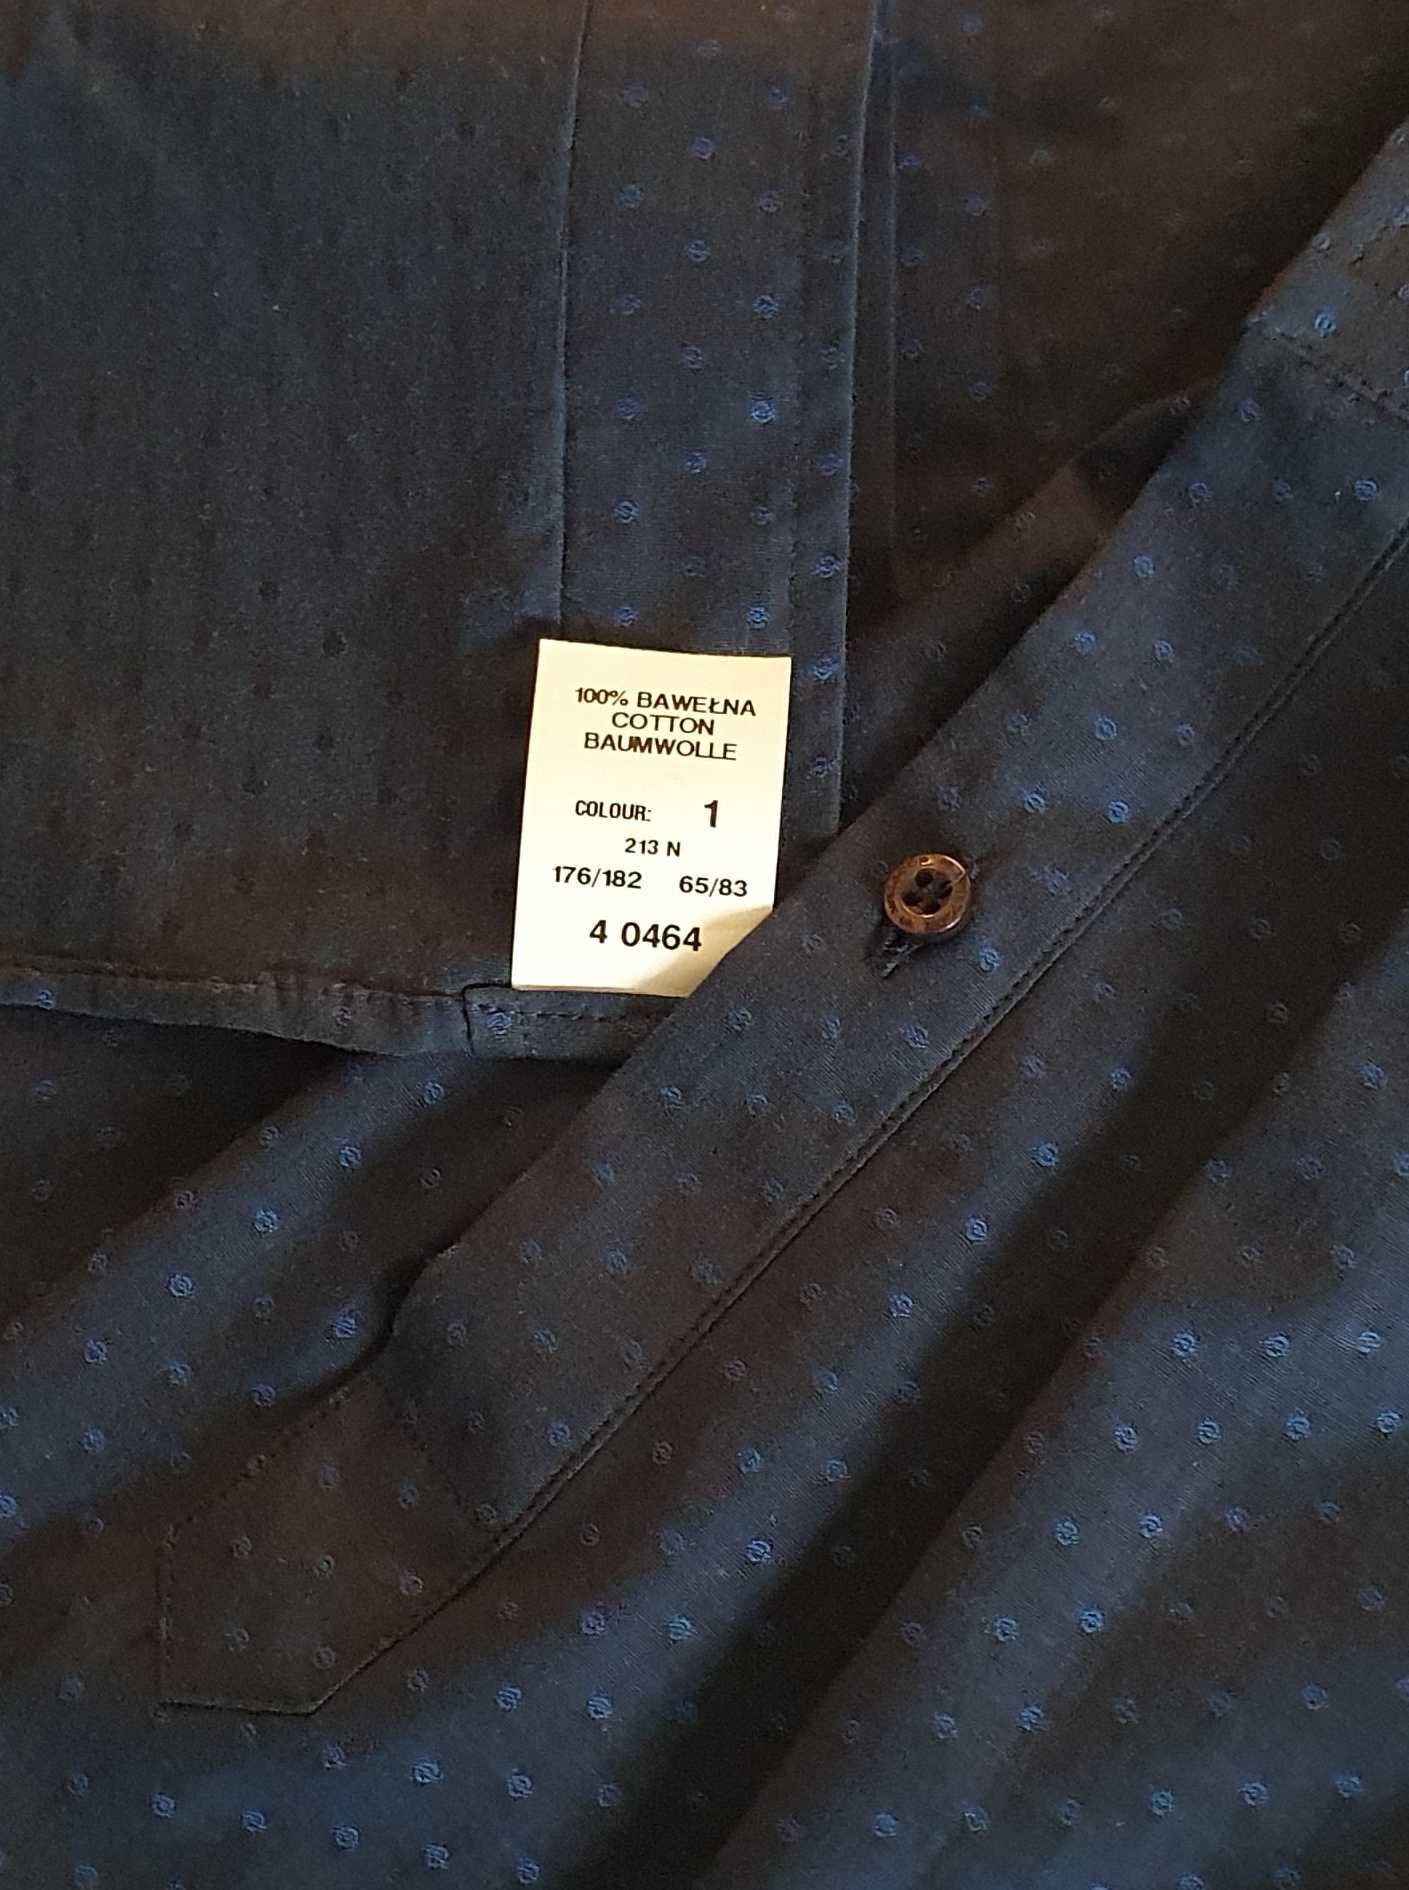 100% BAWEŁNA
COTTON
BAUMWOLLE
COLOUR: 1
213 N
176/182 65/83
4 0464